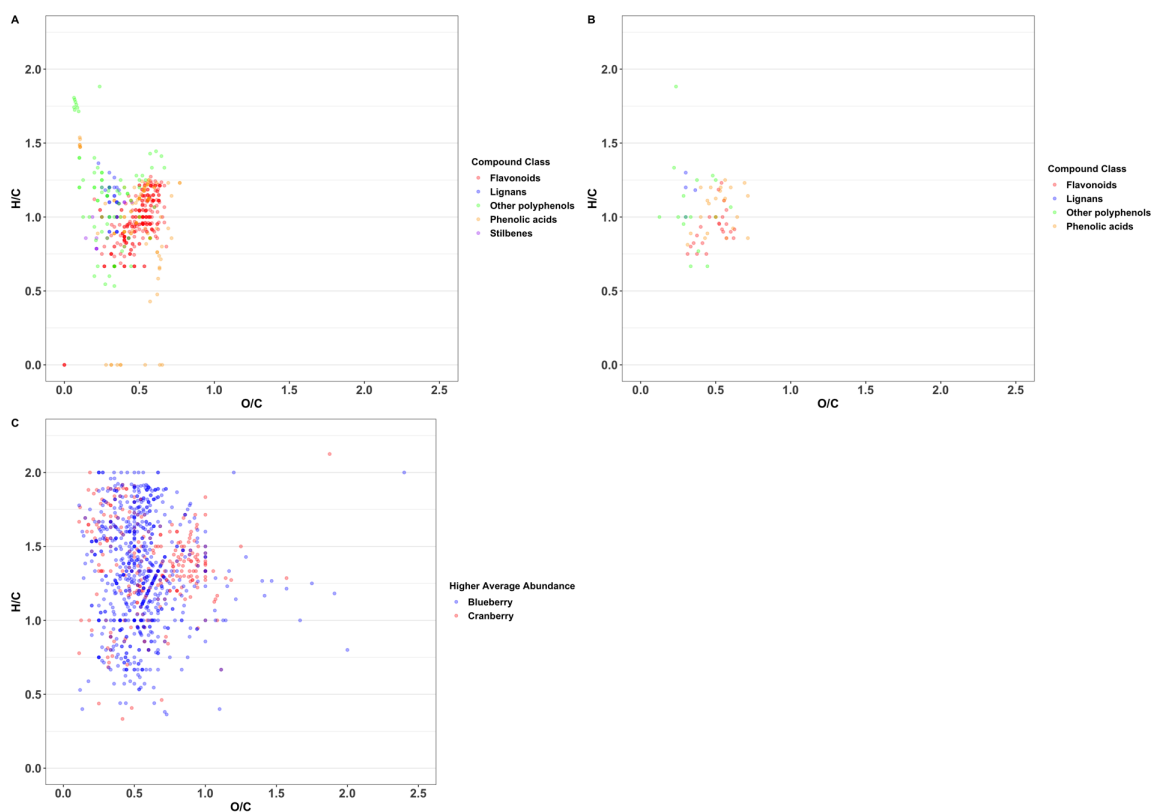 A
H/C
2.0
1.5
1.0
0.5
0.0
0.0 0.5 1.0 1.5 2.0 2.5
O/C
Compound Class
Flavonoids
Lignans
Other polyphenols
Phenolic acids
Stilbenes
B
H/C
2.0
1.5
1.0
0.5
0.0
0.0 0.5 1.0 1.5 2.0 2.5
O/C
Compound Class
Flavonoids
Lignans
Other polyphenols
Phenolic acids
C
H/C
2.0
1.5
1.0
0.5
0.0
0.0 0.5 1.0 1.5 2.0 2.5
O/C
Higher Average Abundance
Blueberry
Cranberry